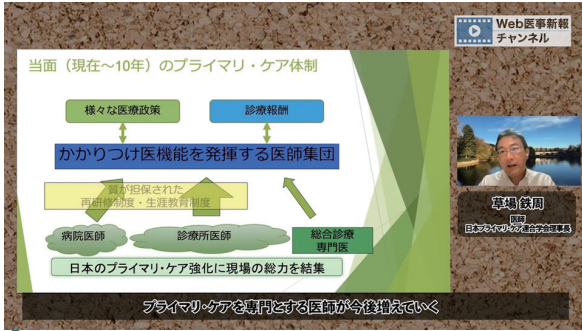 Web医事新報
チャンネル
当面（現在～10年）のプライマリ・ケア体制
様々な医療政策
診療報酬
かかりつけ医機能を発揮する医師集団
質が担保された
再研修制度・生涯教育制度
病院医師
診療所医師
総合診療
専門医
日本のプライマリ・ケア強化に現場の総力を結集
草場 鉄周
医師
日本プライマリ・ケア連合学会理事長
プライマリ・ケアを専門とする医師が今後増えていく